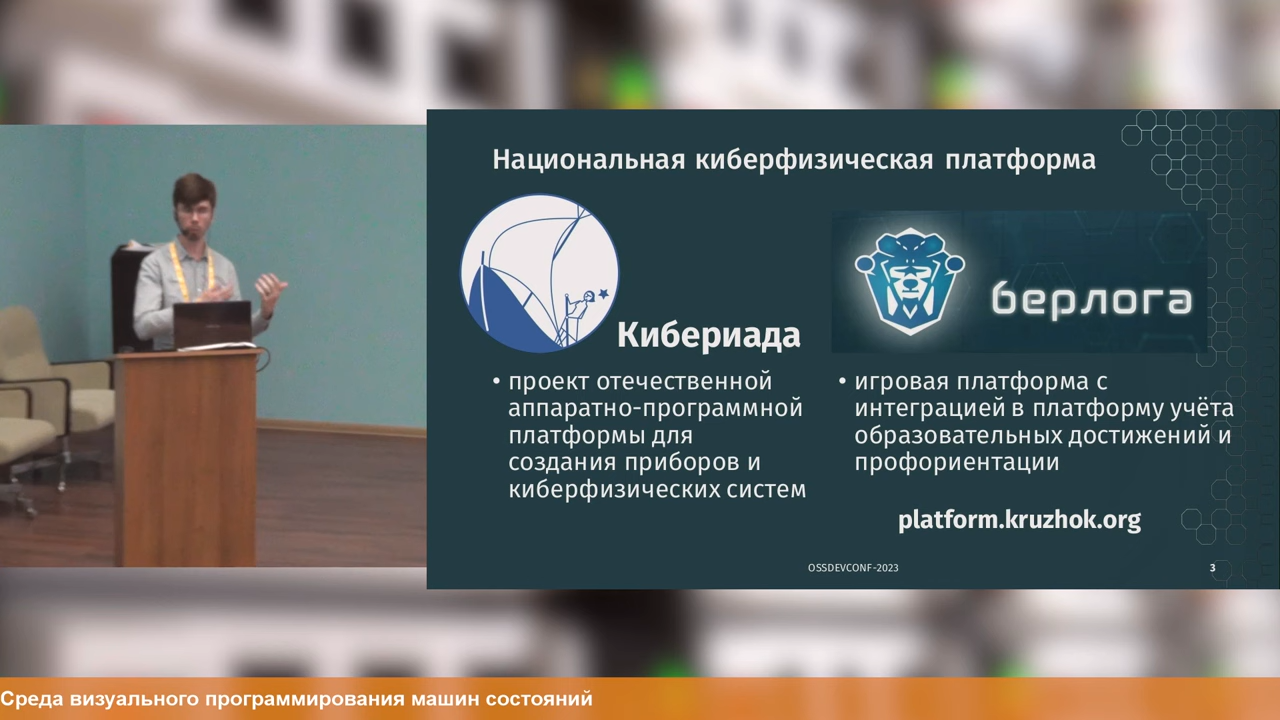 Национальная киберфизическая платформа
Кибериада
• проект отечественной
аппаратно-программной
платформы для
создания приборов и
киберфизических систем
берлога
• игровая платформа с
интеграцией в платформу учёта
образовательных достижений и
профориентации
platform.kruzhok.org
OSSDEVCONF-2023
3
Среда визуального программирования машин состояний